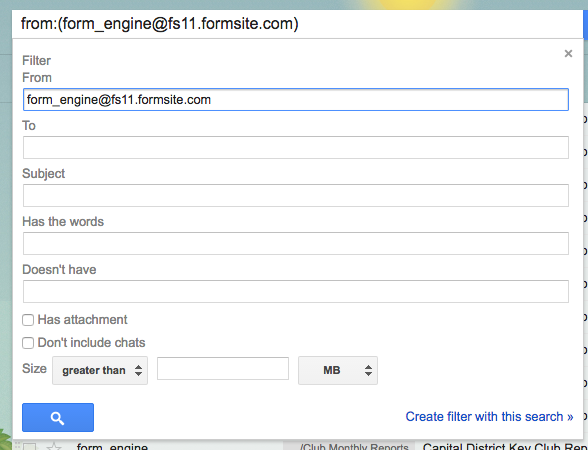 from:(form_engine@fs11.formsite.com)
Filter
From
form_engine@fs11.formsite.com
To
Subject
Has the words
Doesn't have
Has attachment
Don't include chats
Size greater than MB
Create filter with this search »
form_engine /Club Monthly Reports Capital District Key Club Rep